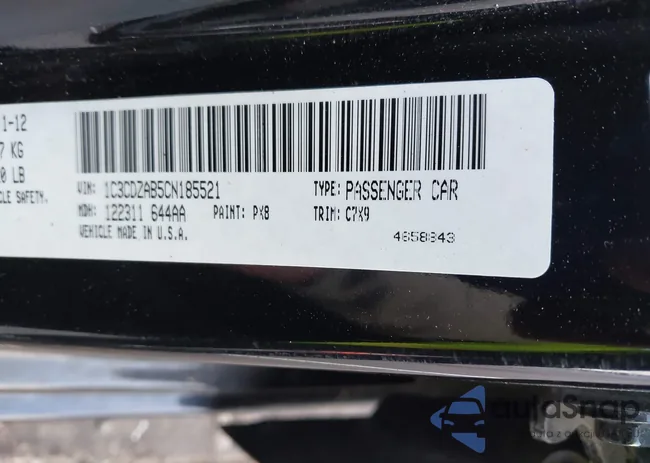 1-12
7 KG
0 LB
CLE SAFETY.
VIN: 1C3CDZAB5CN185521 TYPE: PASSENGER CAR
MDH: 122311 644AA PAINT: PX8 TRIM: C7X9
VEHICLE MADE IN U.S.A.
4658843
autoSnap